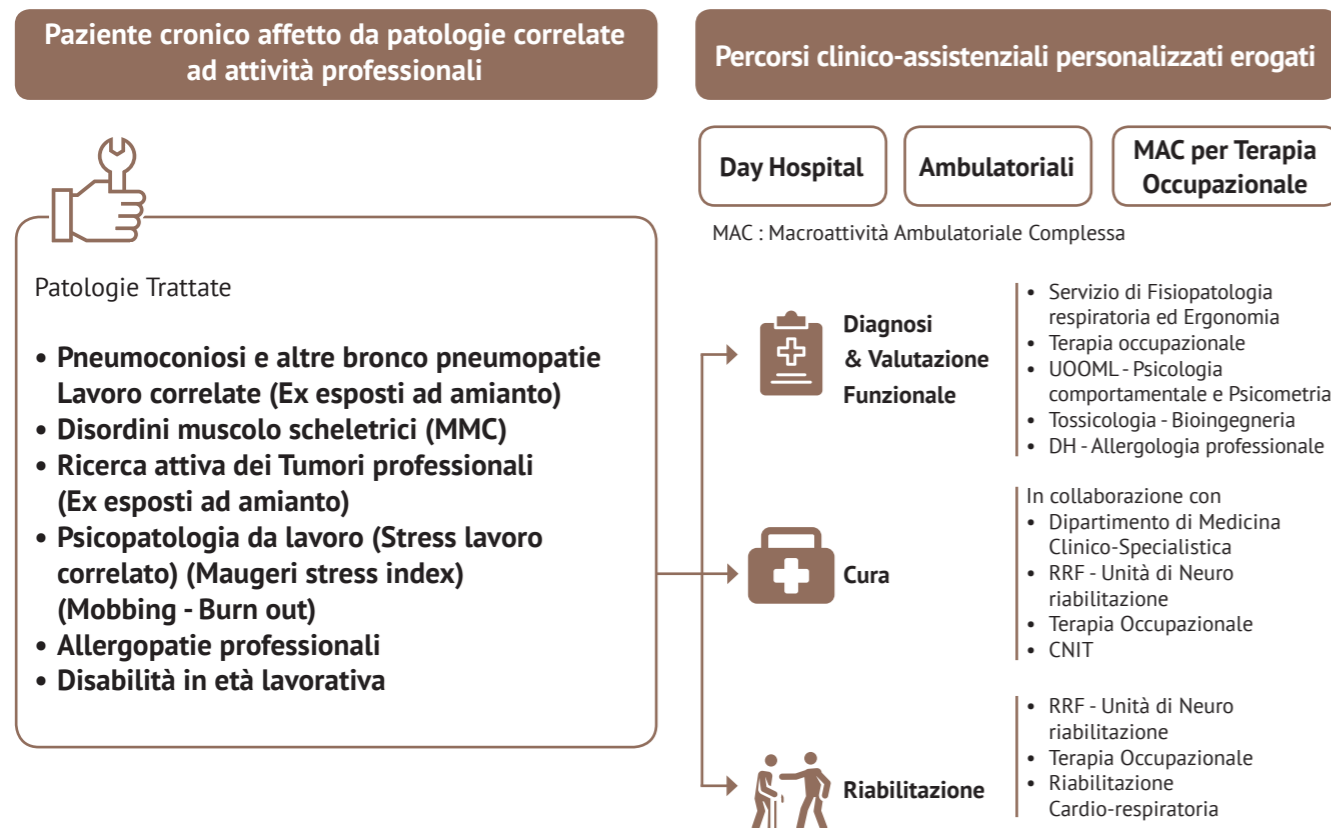 Paziente cronico affetto da patologie correlate
ad attività professionali
Patologie Trattate
• Pneumoconiosi e altre bronco pneumopatie
Lavoro correlate (Ex esposti ad amianto)
• Disordini muscolo scheletrici (MMC)
• Ricerca attiva dei Tumori professionali
(Ex esposti ad amianto)
• Psicopatologia da lavoro (Stress lavoro
correlato) (Maugeri stress index)
(Mobbing - Burn out)
• Allergopatie professionali
• Disabilità in età lavorativa
Percorsi clinico-assistenziali personalizzati erogati
Day Hospital
Ambulatoriali
MAC per Terapia
Occupazionale
MAC : Macroattività Ambulatoriale Complessa
Diagnosi
& Valutazione
Funzionale
• Servizio di Fisiopatologia
respiratoria ed Ergonomia
• Terapia occupazionale
• UOOML - Psicologia
comportamentale e Psicometria
• Tossicologia - Bioingegneria
• DH - Allergologia professionale
Cura
In collaborazione con
• Dipartimento di Medicina
Clinico-Specialistica
• RRF - Unità di Neuro
riabilitazione
• Terapia Occupazionale
• CNIT
Riabilitazione
• RRF - Unità di Neuro
riabilitazione
• Terapia Occupazionale
• Riabilitazione
Cardio-respiratoria